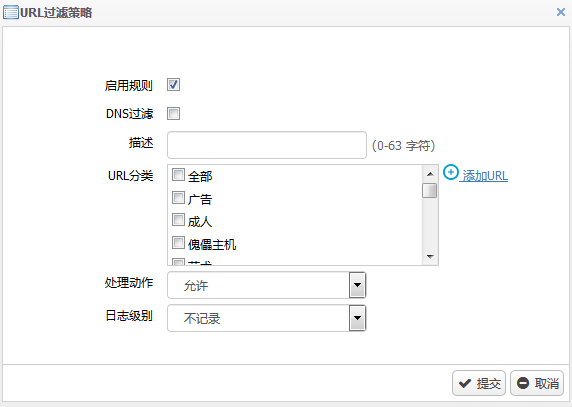 URL过滤策略
启用规则
DNS过滤
描述 (0-63 字符)
URL分类 全部 添加URL
广告
成人
傀儡主机
处理动作 允许
日志级别 不记录
提交 取消